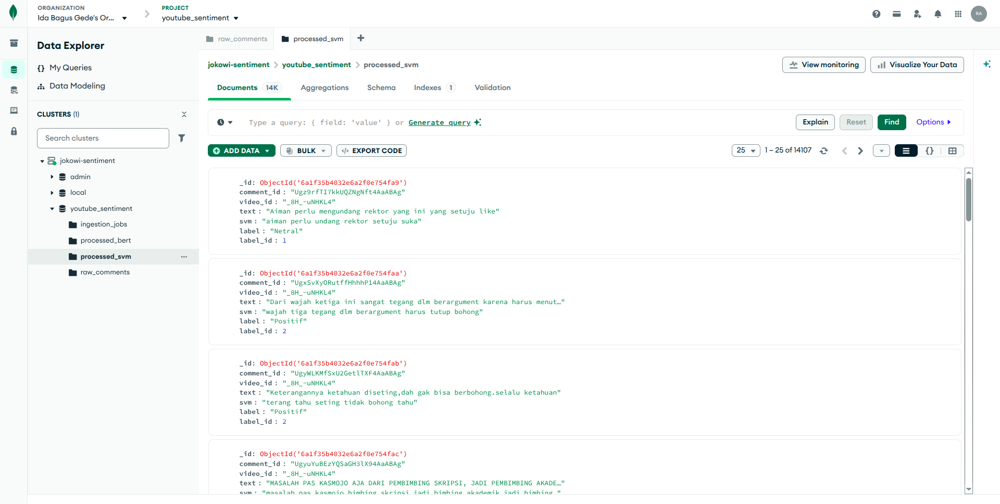 ORGANIZATION
Ida Bagus Gede's Or...
PROJECT
youtube_sentiment
RA
Data Explorer
{} My Queries
Data Modeling
CLUSTERS (1)
Search clusters
jokowi-sentiment
admin
local
youtube_sentiment
ingestion_jobs
processed_bert
processed_svm
raw_comments
raw_comments
processed_svm
jokowi-sentiment > youtube_sentiment > processed_svm
View monitoring
Visualize Your Data
Documents 14K
Aggregations
Schema
Indexes 1
Validation
Type a query: { field: 'value' } or Generate query
Explain
Reset
Find
Options
ADD DATA
BULK
</> EXPORT CODE
25
1 – 25 of 14107
{}
_id: ObjectId('6a1f35b4032e6a2f0e754fa9')
comment_id : "Ugz9rfTI7kkUQZNgNft4AaABAg"
video_id : "_8H_-uNHKL4"
text : "Aiman perlu mengundang rektor yang ini yang setuju like"
svm : "aiman perlu undang rektor setuju suka"
label : "Netral"
label_id : 1
_id: ObjectId('6a1f35b4032e6a2f0e754faa')
comment_id : "UgxSvXyORutffHhhhP14AaABAg"
video_id : "_8H_-uNHKL4"
text : "Dari wajah ketiga ini sangat tegang dlm berargument karena harus menut…"
svm : "wajah tiga tegang dlm berargument harus tutup bohong"
label : "Positif"
label_id : 2
_id: ObjectId('6a1f35b4032e6a2f0e754fab')
comment_id : "UgyWLKMfSxU2GetlTXF4AaABAg"
video_id : "_8H_-uNHKL4"
text : "Keterangannya ketahuan diseting,dah gak bisa berbohong.selalu ketahuan"
svm : "terang tahu seting tidak bohong tahu"
label : "Positif"
label_id : 2
_id: ObjectId('6a1f35b4032e6a2f0e754fac')
comment_id : "UgyuYuBEzYQSaGH3lX94AaABAg"
video_id : "_8H_-uNHKL4"
text : "MASALAH PAS KASMOJO AJA DARI PEMBIMBING SKRIPSI, JADI PEMBIMBING AKADE…"
svm : "masalah pas kasmojo bimbing skripsi jadi bimbing akademik jadi bimbing "